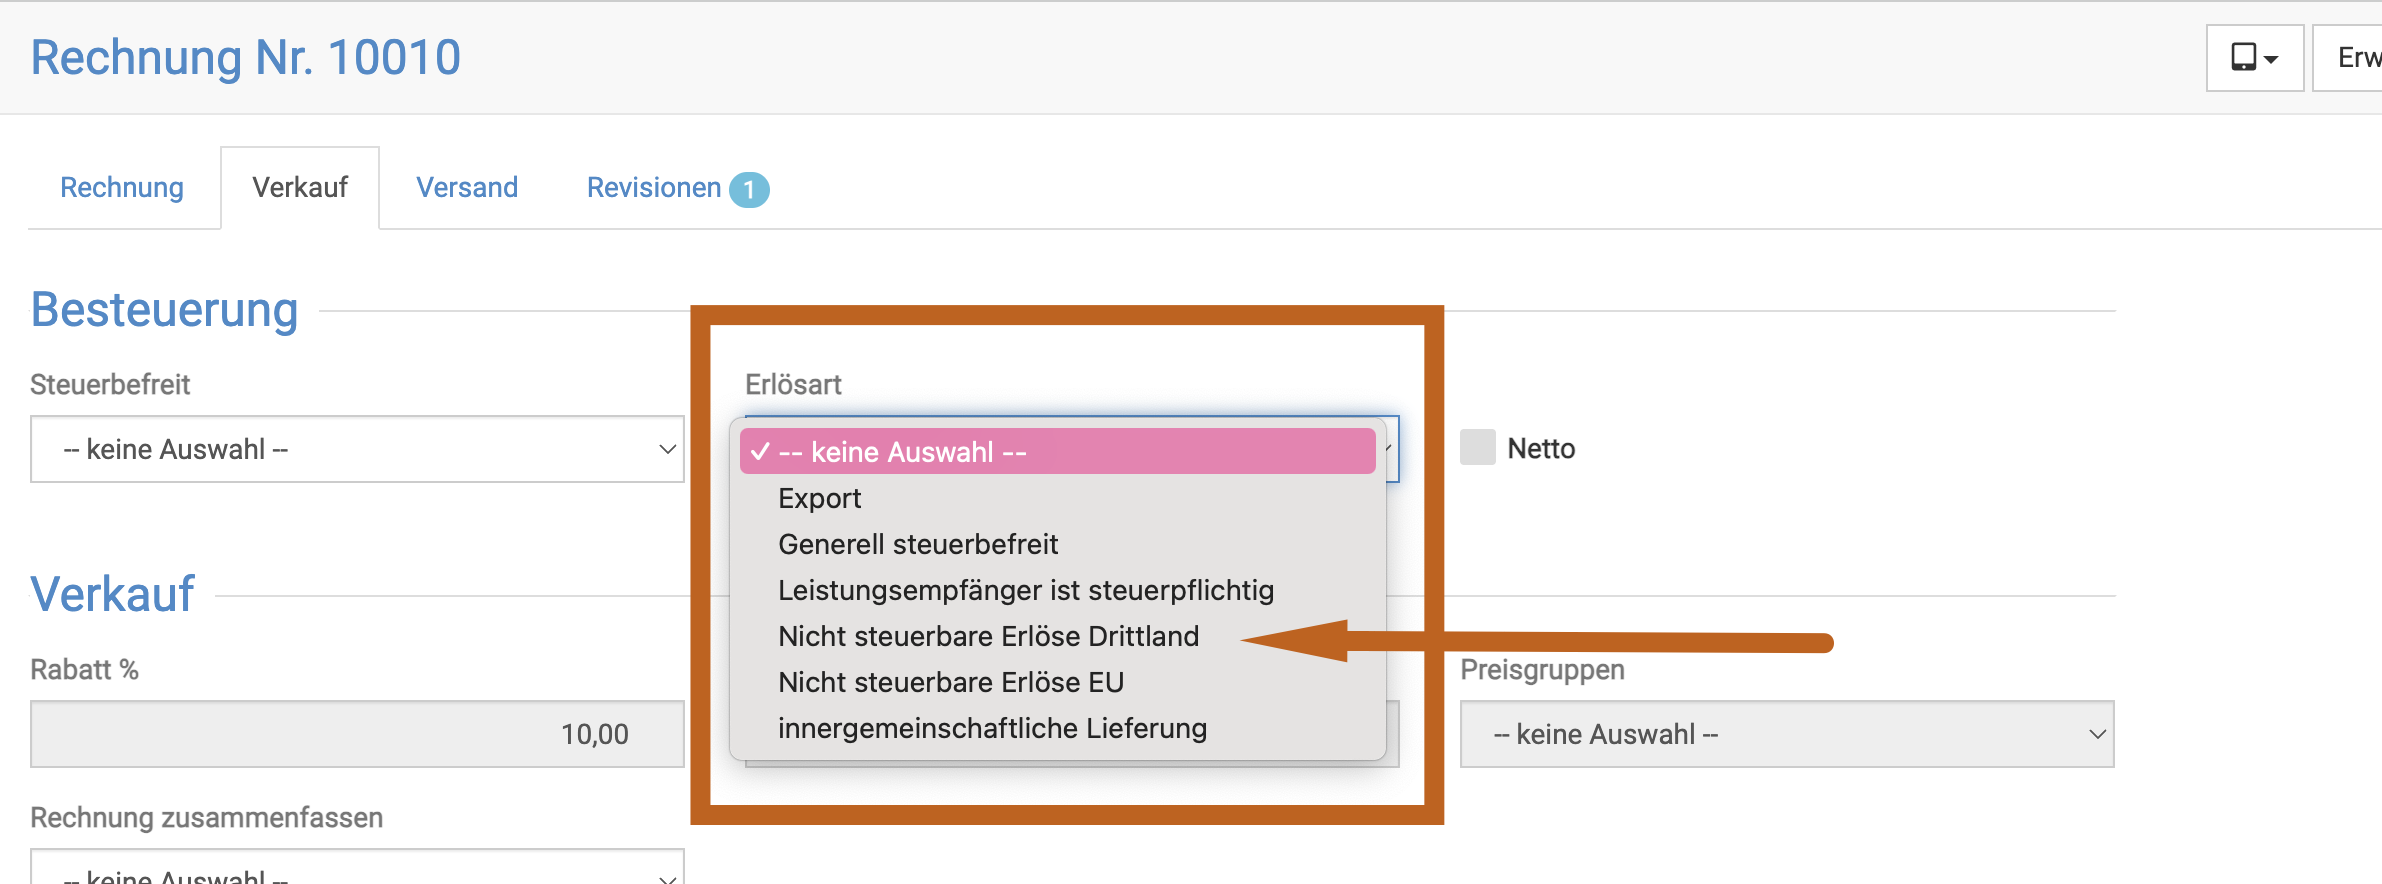 Rechnung Nr. 10010
Erw
Rechnung
Verkauf
Versand
Revisionen 1
Besteuerung
Steuerbefreit
-- keine Auswahl --
Erlösart
-- keine Auswahl --
Export
Generell steuerbefreit
Leistungsempfänger ist steuerpflichtig
Nicht steuerbare Erlöse Drittland
Nicht steuerbare Erlöse EU
innergemeinschaftliche Lieferung
Netto
Verkauf
Rabatt %
10,00
Preisgruppen
-- keine Auswahl --
Rechnung zusammenfassen
-- keine Auswahl --